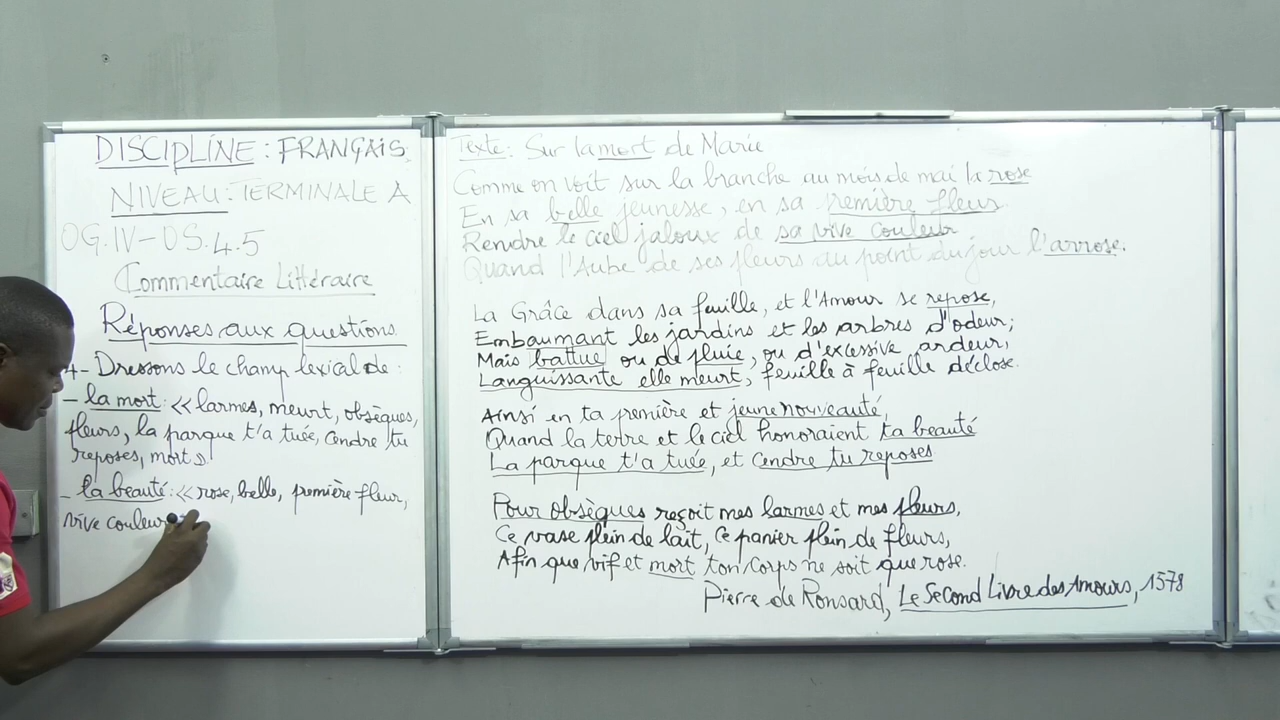 DISCIPLINE : FRANÇAIS
NIVEAU : TERMINALE A
OG.IV-OS.4.5
Commentaire Littéraire
Réponses aux questions
4- Dressons le champ lexical de :
- la mort : << larmes, meurt, obsèques,
fleurs, la parque t'a tuée, cendre tu
reposes, mort >>
- la beauté : << rose, belle, première fleur,
vive couleur
Texte : Sur la mort de Marie
Comme on voit sur la branche au mois de mai la rose
En sa belle jeunesse, en sa première fleur
Rendre le ciel jaloux de sa vive couleur
Quand l'Aube de ses fleurs au point du jour l'arrose.
La Grâce dans sa feuille, et l'Amour se repose,
Embaumant les jardins et les arbres d'odeur;
Mais battue ou de pluie, ou d'excessive ardeur,
Languissante elle meurt, feuille à feuille déclose.
Ainsi en ta première et jeune nouveauté,
Quand la terre et le ciel honoraient ta beauté
La parque t'a tuée, et cendre tu reposes
Pour obsèques reçoit mes larmes et mes pleurs,
Ce vase plein de lait, ce panier plein de fleurs,
Afin que vif et mort ton corps ne soit que rose.
Pierre de Ronsard, Le Second Livre des Amours, 1578